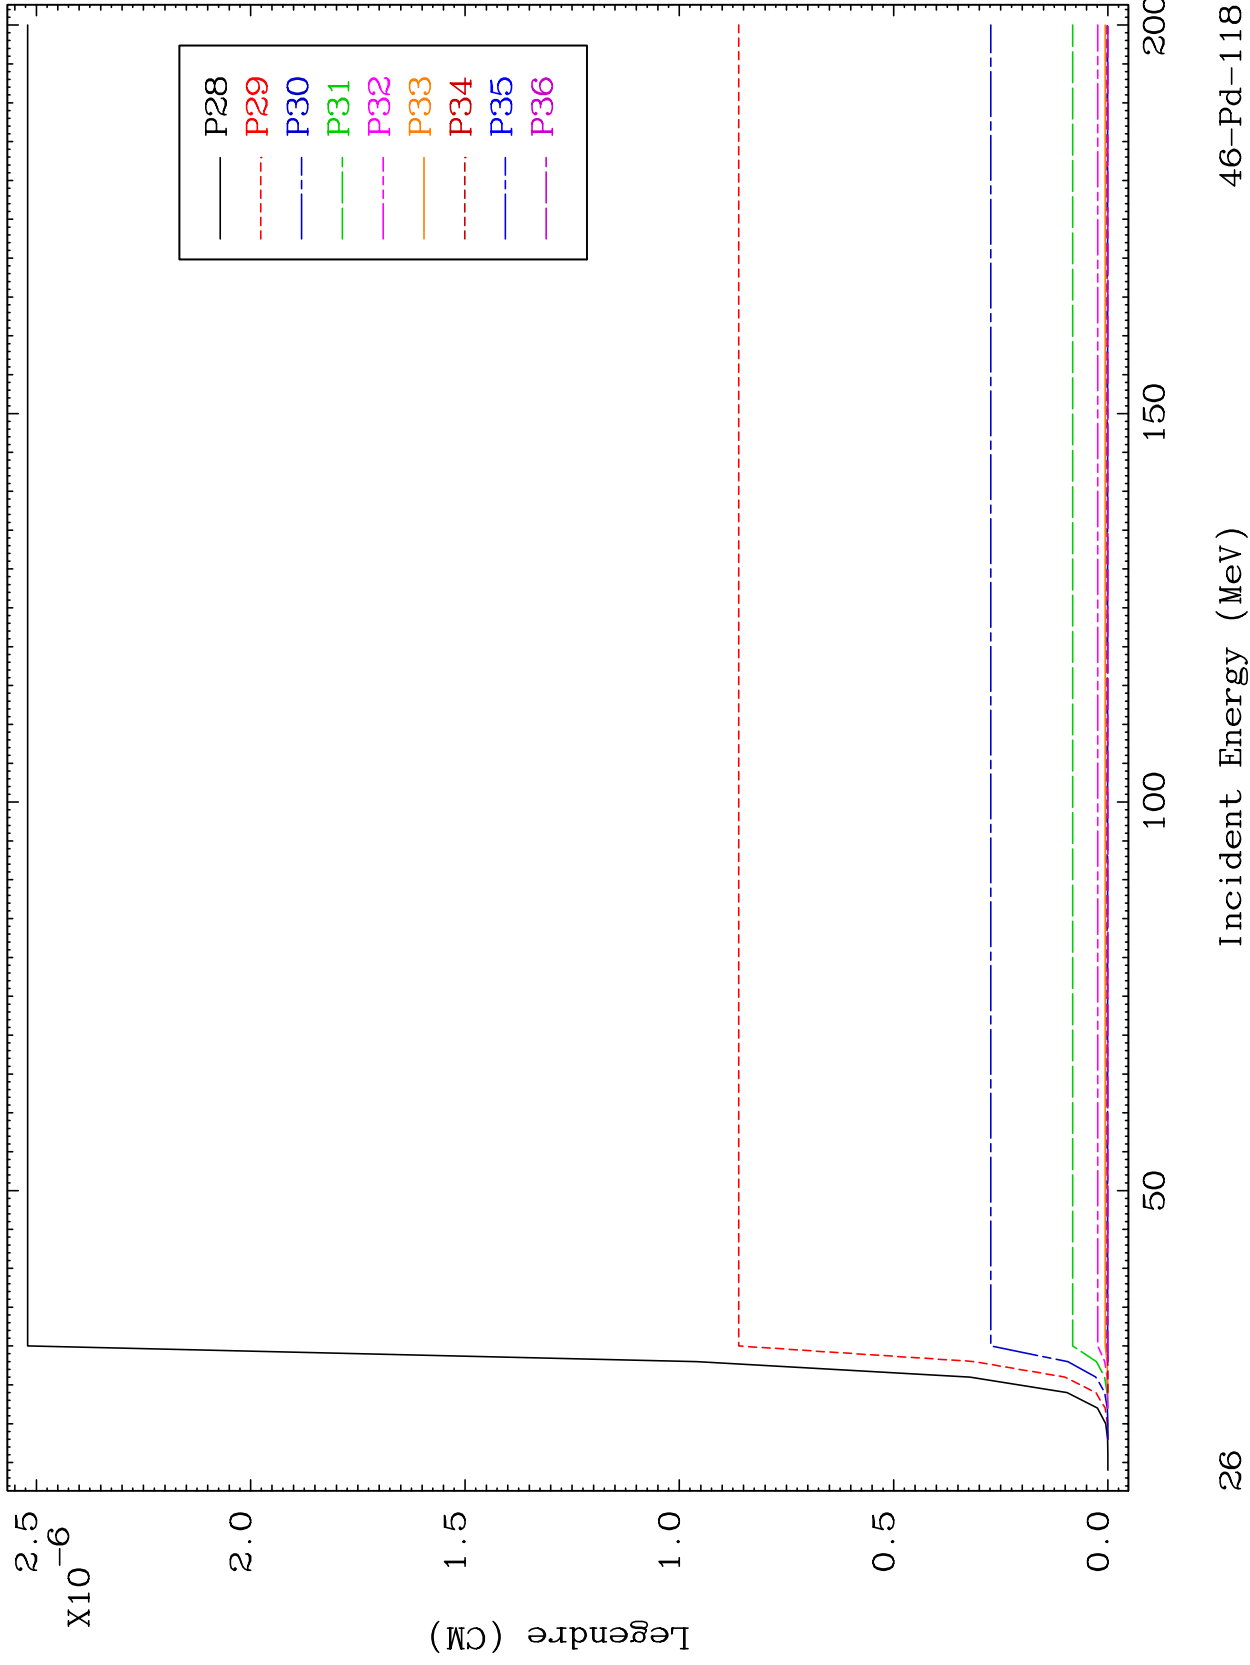 2.5
X10-6
2.0
1.5
1.0
0.5
0.0
Legendre (CM)
P28
P29
P30
P31
P32
P33
P34
P35
P36
50
100
150
200
Incident Energy (MeV)
26
46-Pd-118